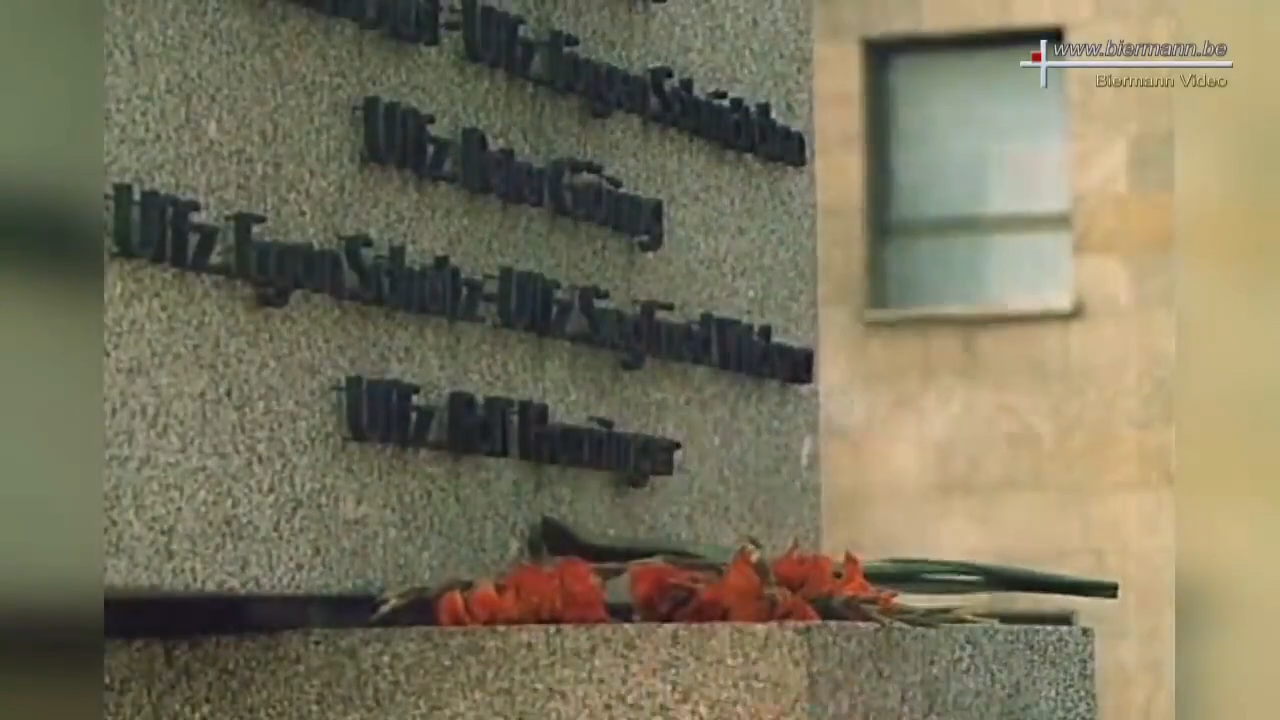 www.biermann.be
Biermann Video
-Uffz. Jörgen Schmidtchen
Uffz. Peter Göring
Uffz. Egon Schultz-Uffz. Siegfried Widera
Uffz. Rolf Henniger